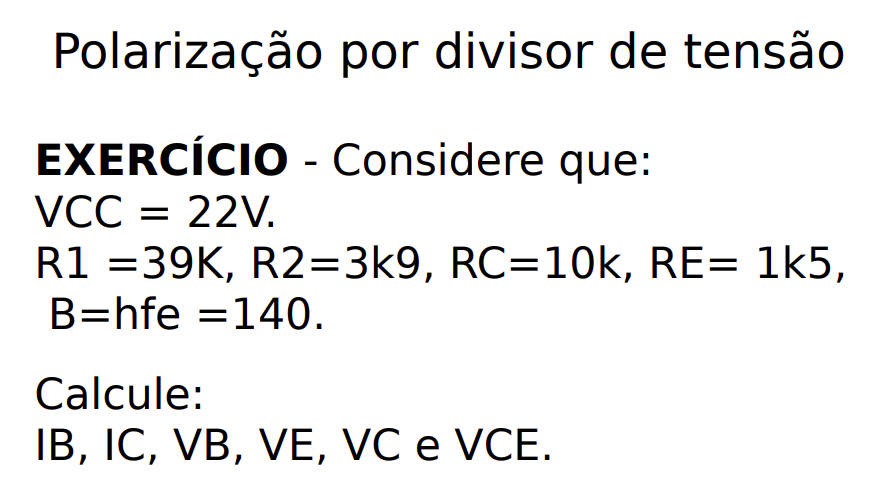 Polarização por divisor de tensão
EXERCÍCIO - Considere que:
VCC = 22V.
R1 =39K, R2=3k9, RC=10k, RE= 1k5,
B=hfe =140.
Calcule:
IB, IC, VB, VE, VC e VCE.